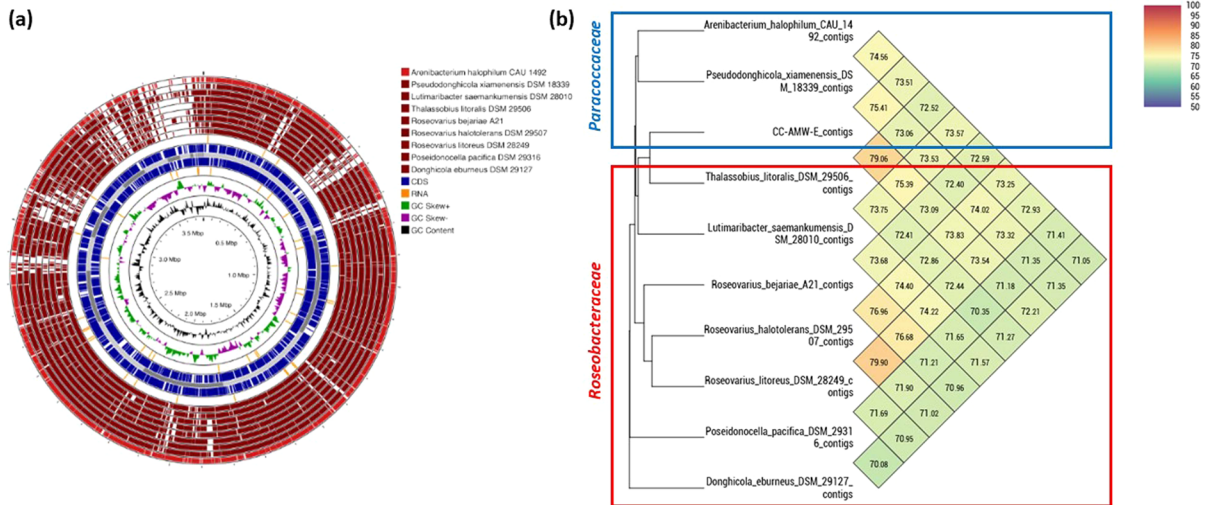 (a)
Arenibacterium halophilum CAU 1492
Pseudodonghicola xiamenensis DSM 18339
Lutimaribacter saemankumensis DSM 28010
Thalassobius litoralis DSM 29506
Roseovarius bejariae A21
Roseovarius halotolerans DSM 29507
Roseovarius litoreus DSM 28249
Poseidonocella pacifica DSM 29316
Donghicola eburneus DSM 29127
CDS
RNA
GC Skew+
GC Skew-
GC Content
3.5 Mbp
0.5 Mbp
3.0 Mbp
1.0 Mbp
2.5 Mbp
1.5 Mbp
2.0 Mbp
(b)
Paracoccaceae
Roseobacteraceae
Arenibacterium_halophilum_CAU_14
92_contigs
Pseudodonghicola_xiamenensis_DS
M_18339_contigs
CC-AMW-E_contigs
Thalassobius_litoralis_DSM_29506_
contigs
Lutimaribacter_saemankumensis_D
SM_28010_contigs
Roseovarius_bejariae_A21_contigs
Roseovarius_halotolerans_DSM_295
07_contigs
Roseovarius_litoreus_DSM_28249_c
ontigs
Poseidonocella_pacifica_DSM_2931
6_contigs
Donghicola_eburneus_DSM_29127_
contigs
74.56
73.51
75.41 72.52
73.06 73.57
79.06 73.53 72.59
75.39 72.40 73.25
73.75 73.09 74.02 72.93
72.41 73.83 73.32 71.41
73.68 72.86 73.54 71.35 71.05
74.40 72.44 71.18 71.35
76.96 74.22 70.35 72.21
76.68 71.65 71.27
79.90 71.21 71.57
71.90 70.96
71.69 71.02
70.95
70.08
100
95
90
85
80
75
70
65
60
55
50